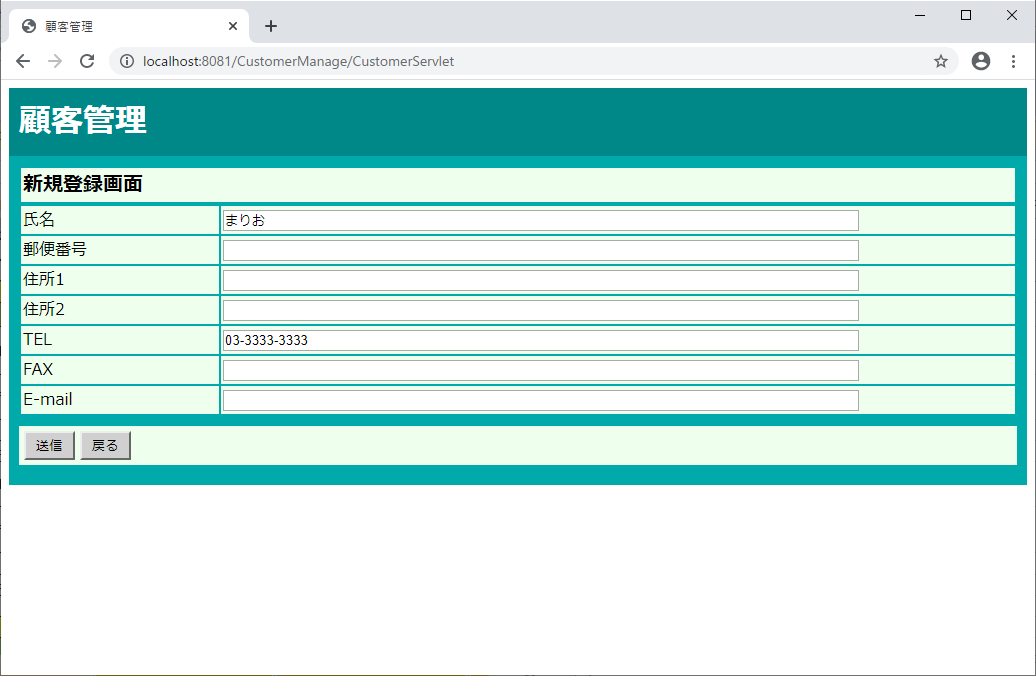 顧客管理
localhost:8081/CustomerManage/CustomerServlet
顧客管理
新規登録画面
氏名 まりお
郵便番号
住所1
住所2
TEL 03-3333-3333
FAX
E-mail
送信 戻る